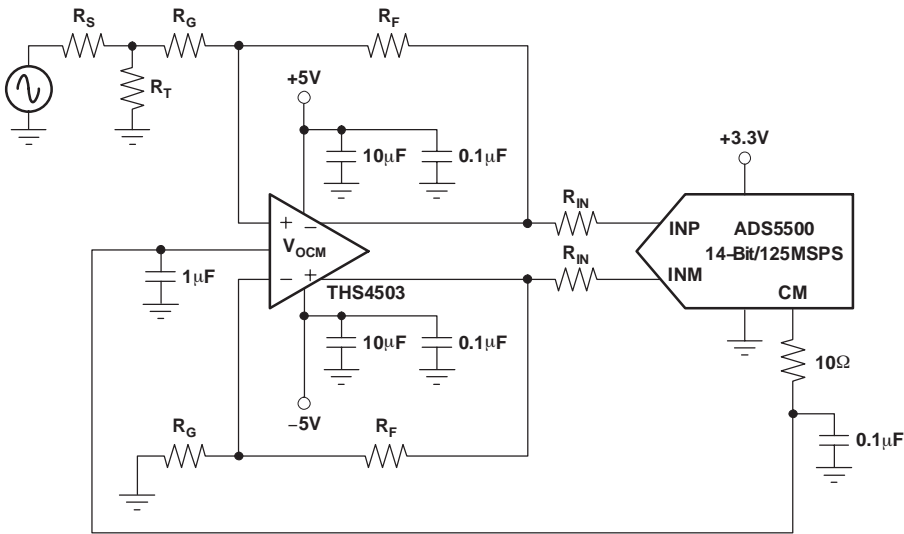 R_S
R_G
R_F
R_T
+5V
10μF
0.1μF
+3.3V
R_IN
+ −
V_OCM
− +
THS4503
1μF
R_IN
INP
ADS5500
14-Bit/125MSPS
INM
CM
10μF
0.1μF
10Ω
−5V
R_G
R_F
0.1μF